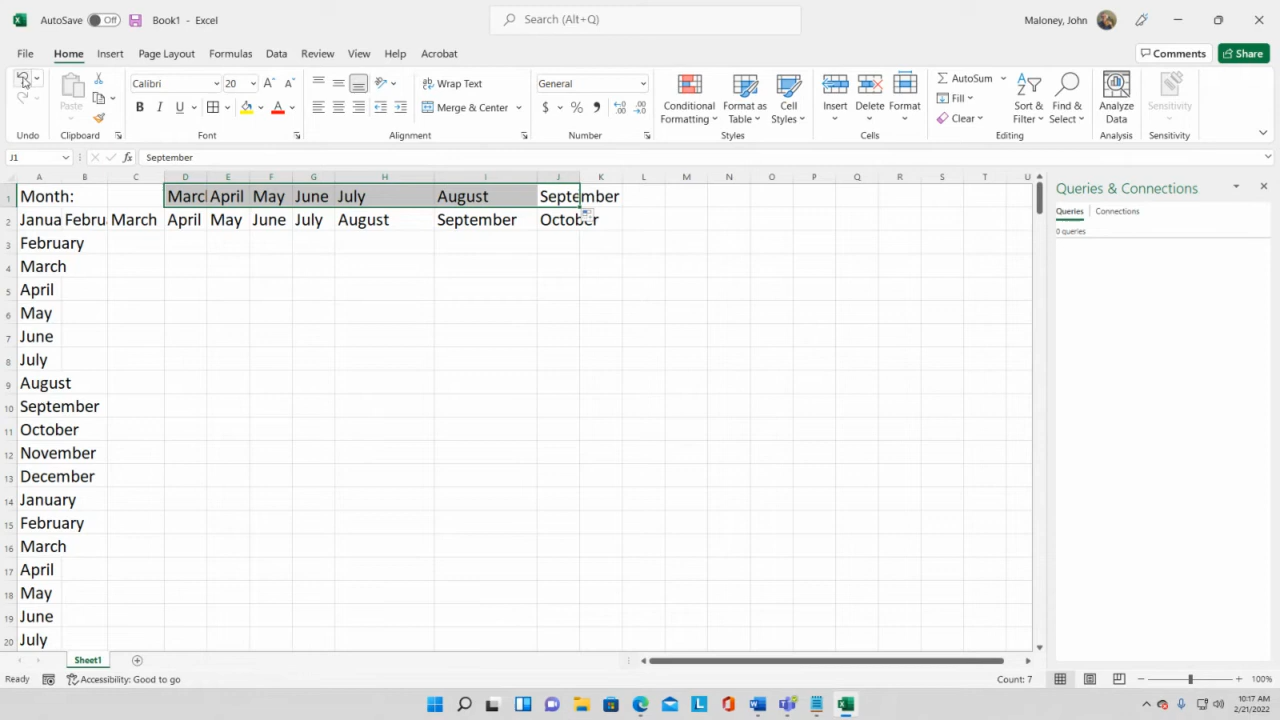 AutoSave Off Book1 - Excel Search (Alt+Q) Maloney, John
File Home Insert Page Layout Formulas Data Review View Help Acrobat Comments Share
Calibri 20 Wrap Text General AutoSum
Paste Merge & Center Conditional Formatting Format as Table Cell Styles Insert Delete Format Fill Clear Sort & Filter Find & Select Analyze Data Sensitivity
Undo Clipboard Font Alignment Number Styles Cells Editing Analysis Sensitivity
J1 September
A B C D E F G H I J K L M N O P Q R S T U
1 Month: Marc April May June July August September
2 Janua Febru March April May June July August September October
3 February
4 March
5 April
6 May
7 June
8 July
9 August
10 September
11 October
12 November
13 December
14 January
15 February
16 March
17 April
18 May
19 June
20 July
Queries & Connections
Queries Connections
0 queries
Sheet1
Ready Accessibility: Good to go Count: 7 100%
10:17 AM
2/21/2022